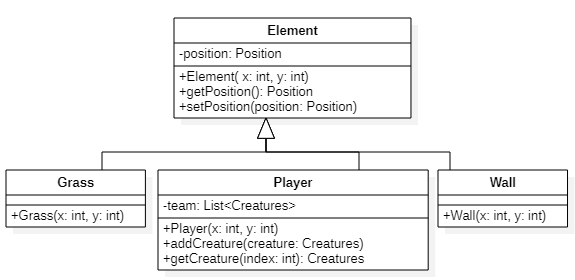 Element
-position: Position
+Element( x: int, y: int)
+getPosition(): Position
+setPosition(position: Position)
Grass
+Grass(x: int, y: int)
Player
-team: List<Creatures>
+Player(x: int, y: int)
+addCreature(creature: Creatures)
+getCreature(index: int): Creatures
Wall
+Wall(x: int, y: int)